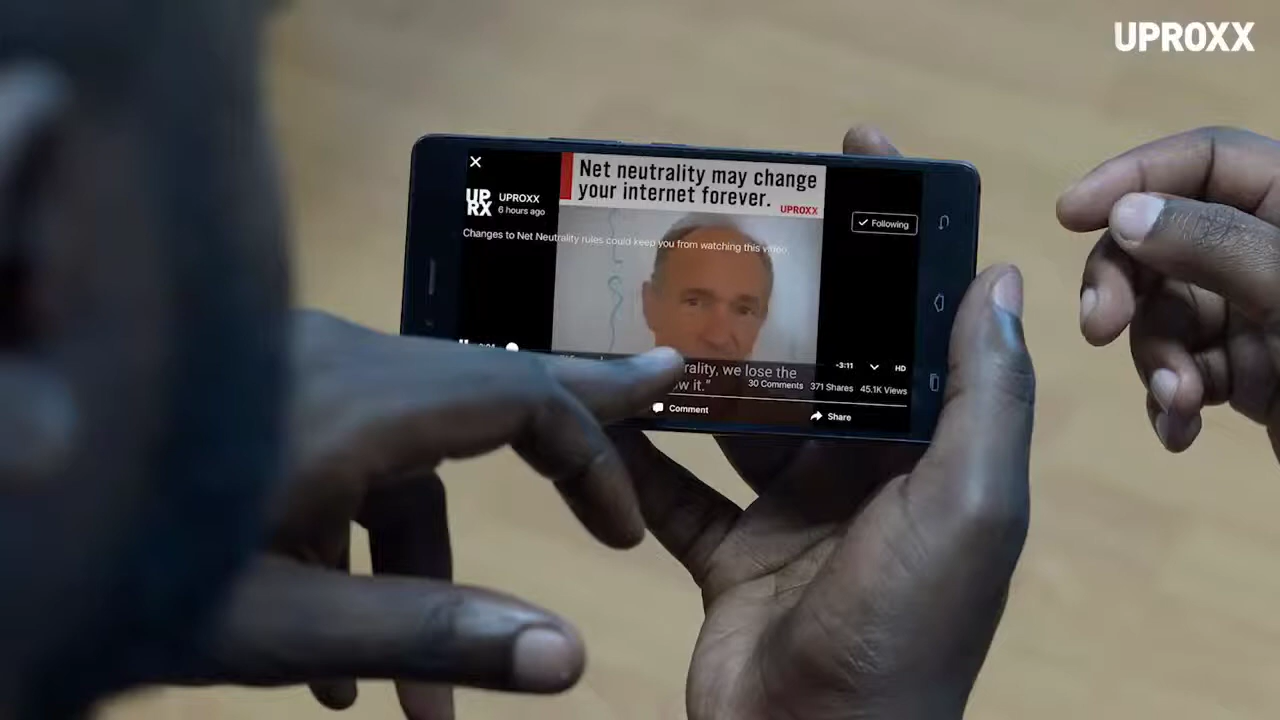 UPROXX
Net neutrality may change
your internet forever.
UPROXX
UP
RX
UPROXX
6 hours ago
Following
Changes to Net Neutrality rules could keep you from watching this video.
-3:11
HD
rality, we lose the
w it."
30 Comments 371 Shares 45.1K Views
Comment
Share